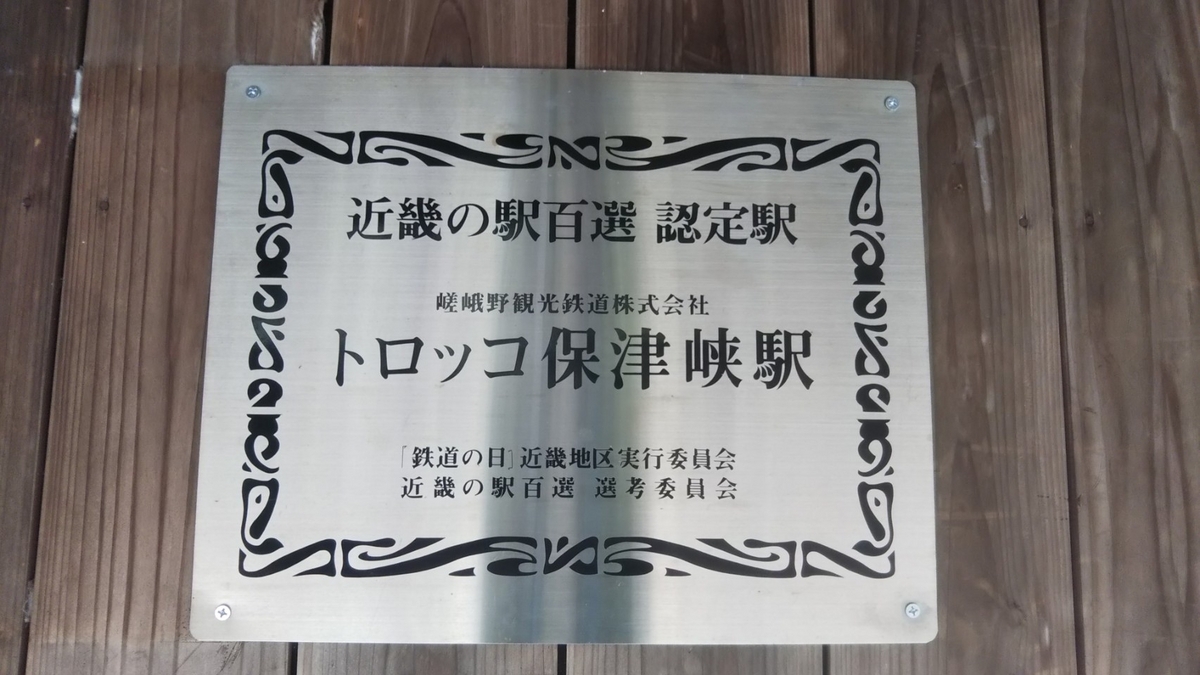 近畿の駅百選 認定駅
嵯峨野観光鉄道株式会社
トロッコ保津峡駅
「鉄道の日」近畿地区実行委員会
近畿の駅百選 選考委員会